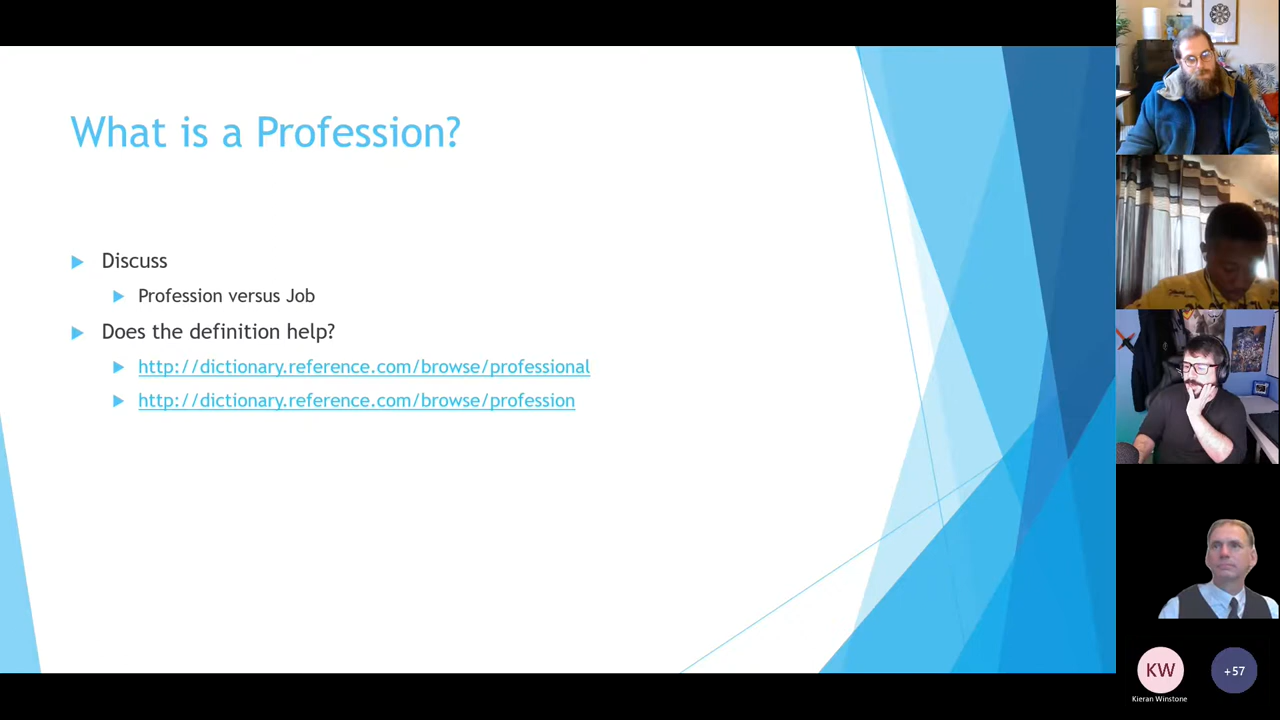 What is a Profession?
Discuss
Profession versus Job
Does the definition help?
http://dictionary.reference.com/browse/professional
http://dictionary.reference.com/browse/profession
KW
+57
Kieran Winstone